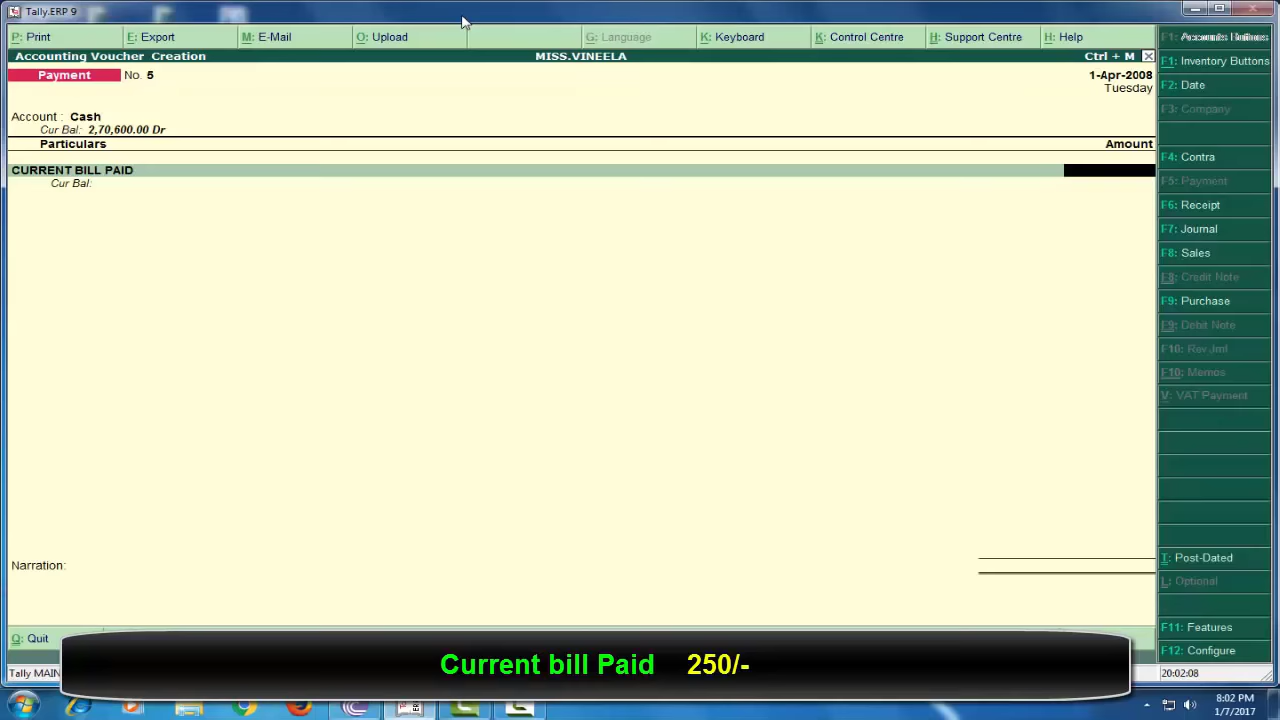 Tally.ERP 9
P: Print E: Export M: E-Mail O: Upload G: Language K: Keyboard K: Control Centre H: Support Centre H: Help
Accounting Voucher Creation MISS.VINEELA Ctrl + M
Payment No. 5 1-Apr-2008
Tuesday
Account : Cash
Cur Bal: 2,70,600.00 Dr
Particulars Amount
CURRENT BILL PAID
Cur Bal:
Narration:
Q: Quit
Tally MAIN
Current bill Paid 250/-
F1: Accounts Buttons
F1: Inventory Buttons
F2: Date
F3: Company
F4: Contra
F5: Payment
F6: Receipt
F7: Journal
F8: Sales
F8: Credit Note
F9: Purchase
F9: Debit Note
F10: Rev Jrnl
F10: Memos
V: VAT Payment
T: Post-Dated
L: Optional
F11: Features
F12: Configure
20:02:08
8:02 PM
1/7/2017